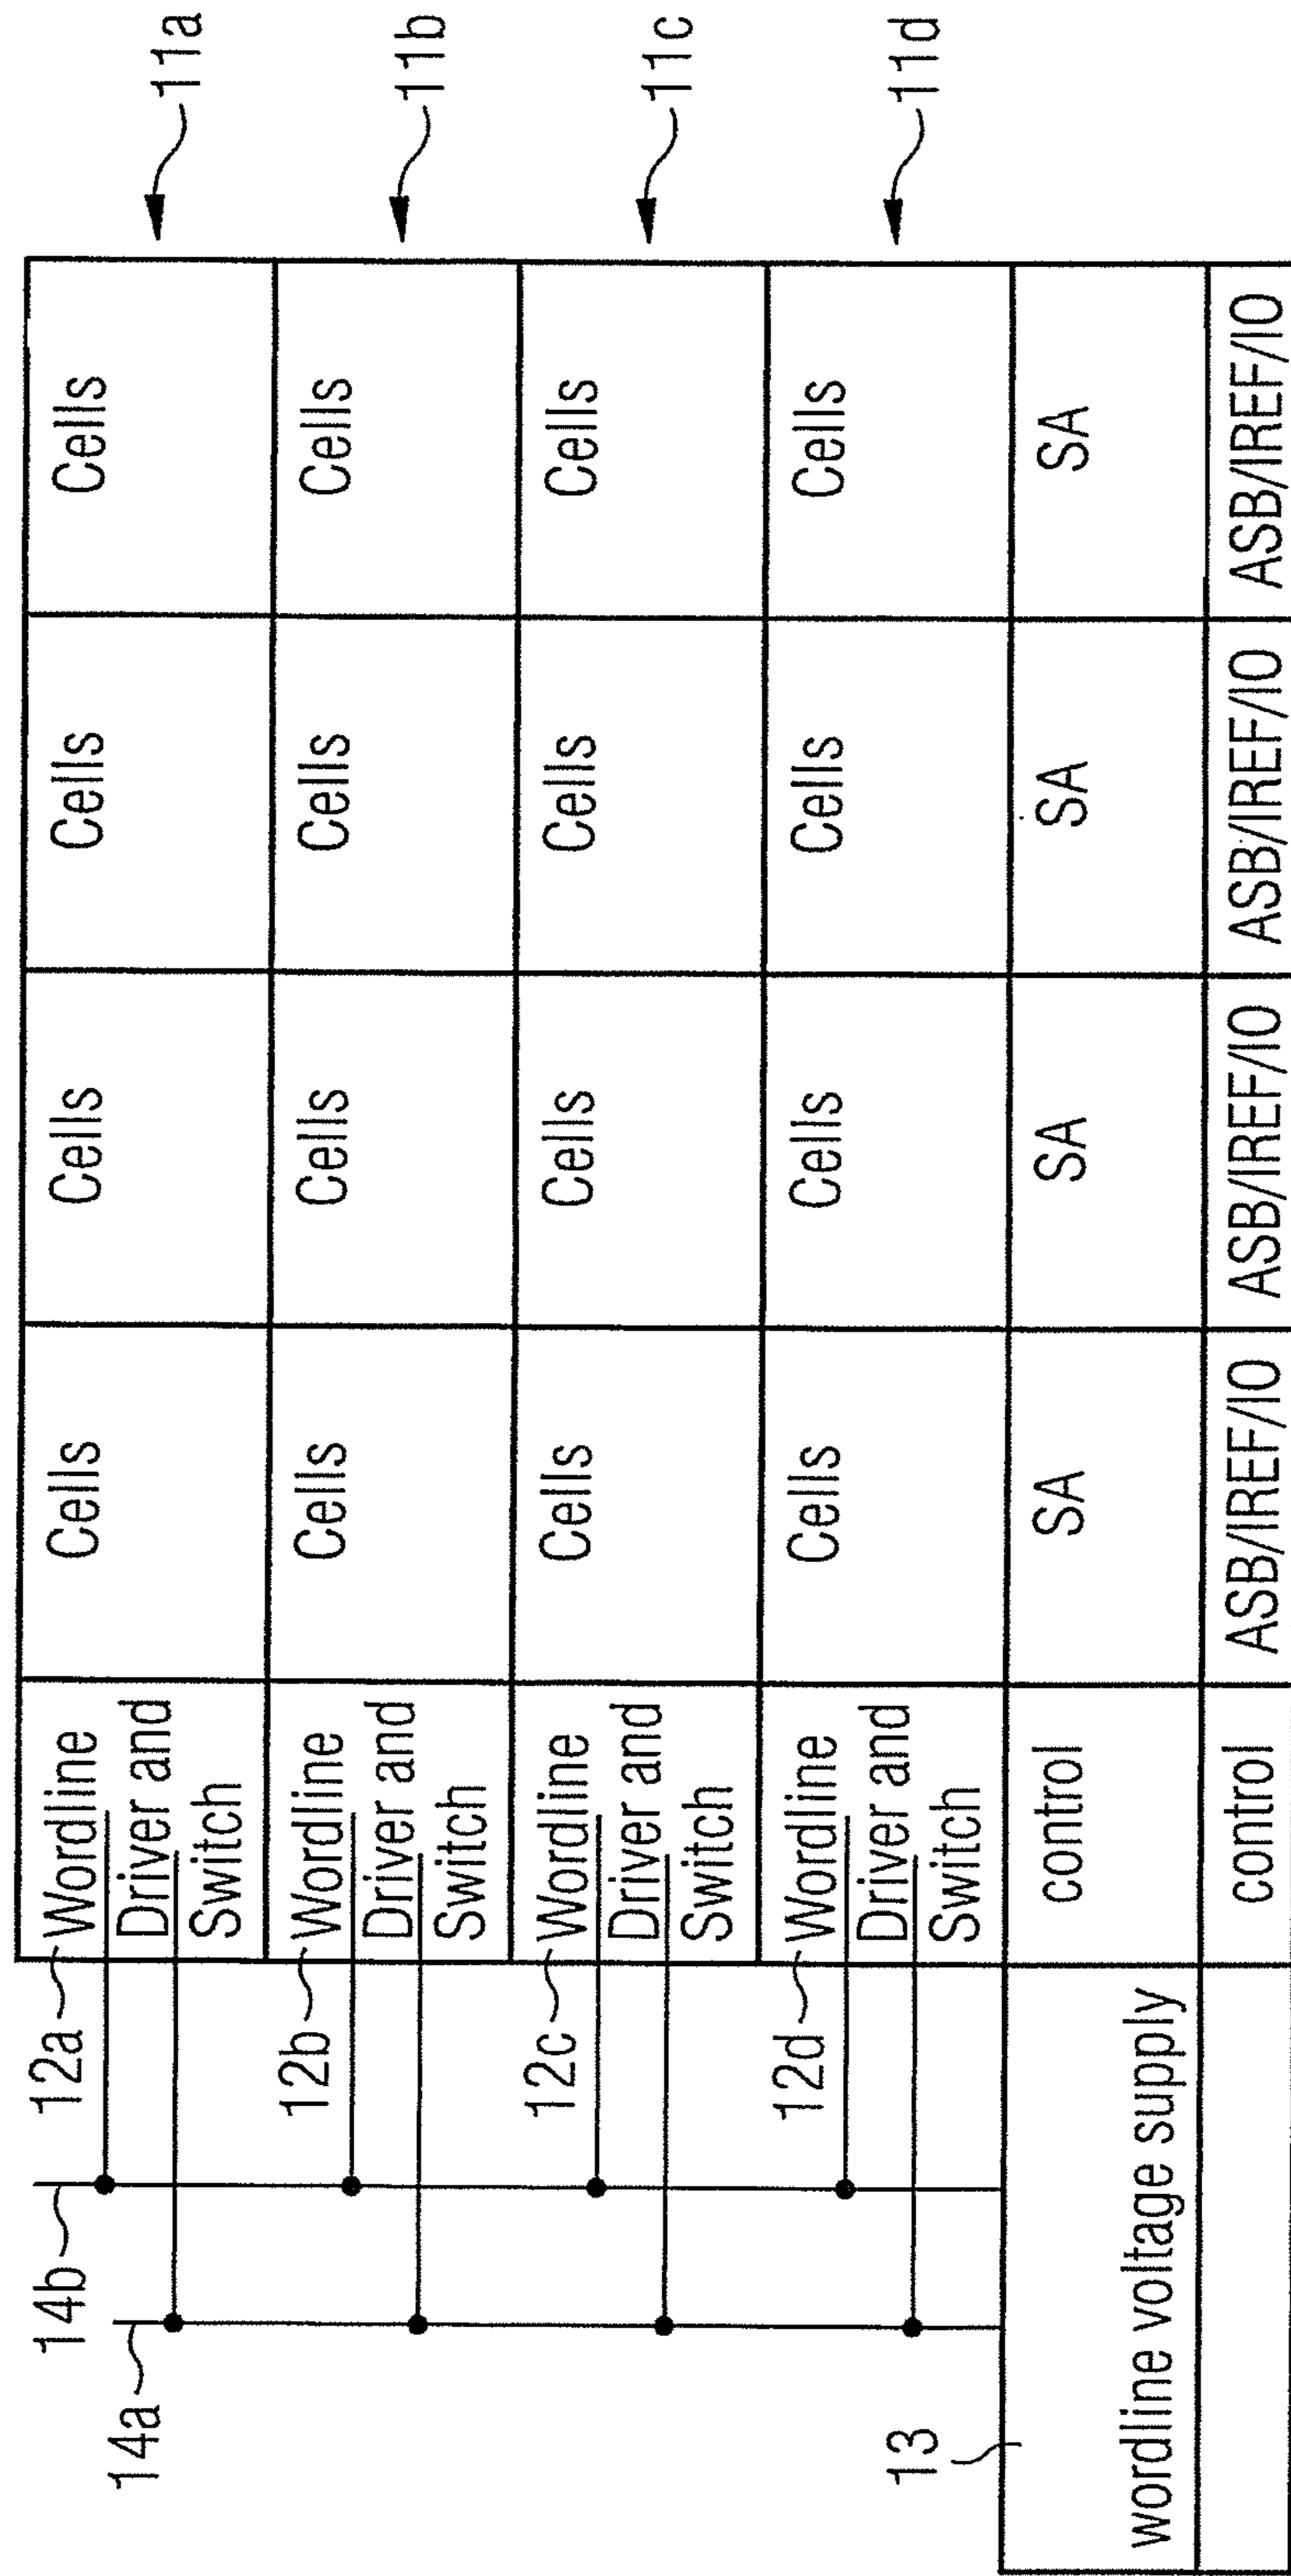 14b
12a
Wordline
Driver and
Switch
Cells
Cells
Cells
Cells
11a
14a
12b
Wordline
Driver and
Switch
Cells
Cells
Cells
Cells
11b
12c
Wordline
Driver and
Switch
Cells
Cells
Cells
Cells
11c
12d
Wordline
Driver and
Switch
Cells
Cells
Cells
Cells
11d
13
wordline voltage supply
control
SA
SA
SA
SA
control
ASB/IREF/IO
ASB/IREF/IO
ASB/IREF/IO
ASB/IREF/IO